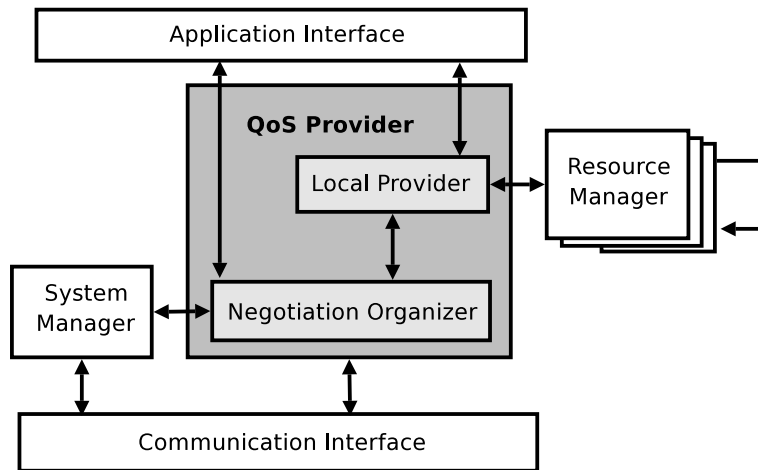 Application Interface
QoS Provider
Local Provider
Resource
Manager
System
Manager
Negotiation Organizer
Communication Interface